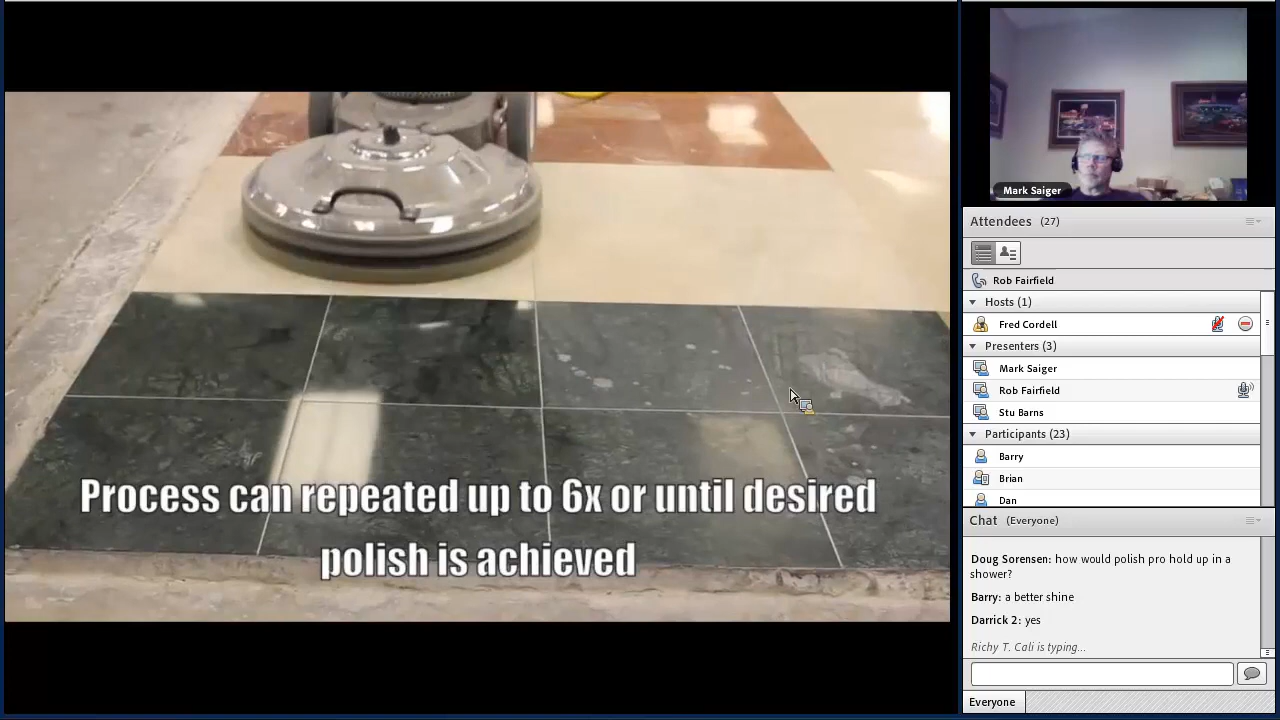 Process can repeated up to 6x or until desired
polish is achieved
Mark Saiger
Attendees (27)
Rob Fairfield
Hosts (1)
Fred Cordell
Presenters (3)
Mark Saiger
Rob Fairfield
Stu Barns
Participants (23)
Barry
Brian
Dan
Chat (Everyone)
Doug Sorensen: how would polish pro hold up in a
shower?
Barry: a better shine
Darrick 2: yes
Richy T. Cali is typing...
Everyone